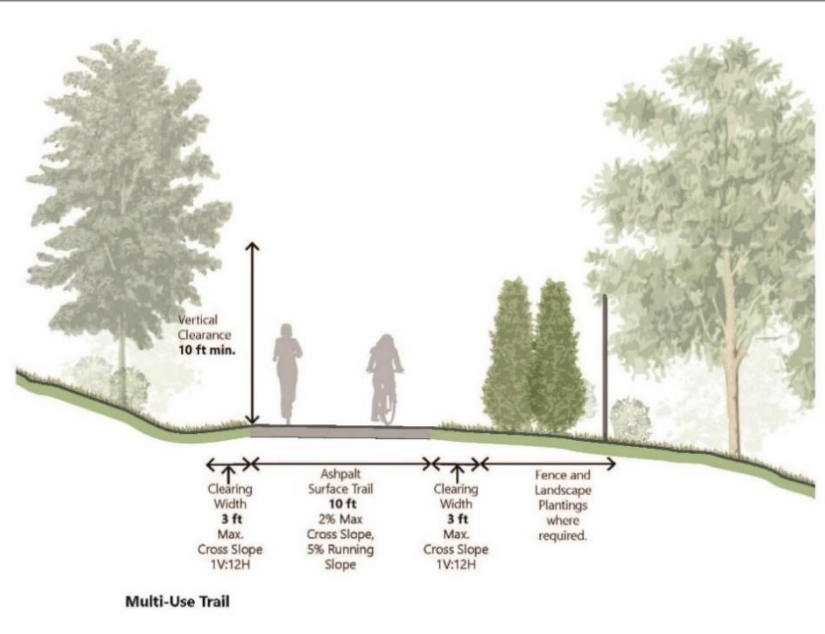 Vertical
Clearance
10 ft min.
Clearing
Width
3 ft
Max.
Cross Slope
1V:12H
Ashpalt
Surface Trail
10 ft
2% Max
Cross Slope,
5% Running
Slope
Clearing
Width
3 ft
Max.
Cross Slope
1V:12H
Fence and
Landscape
Plantings
where
required.
Multi-Use Trail